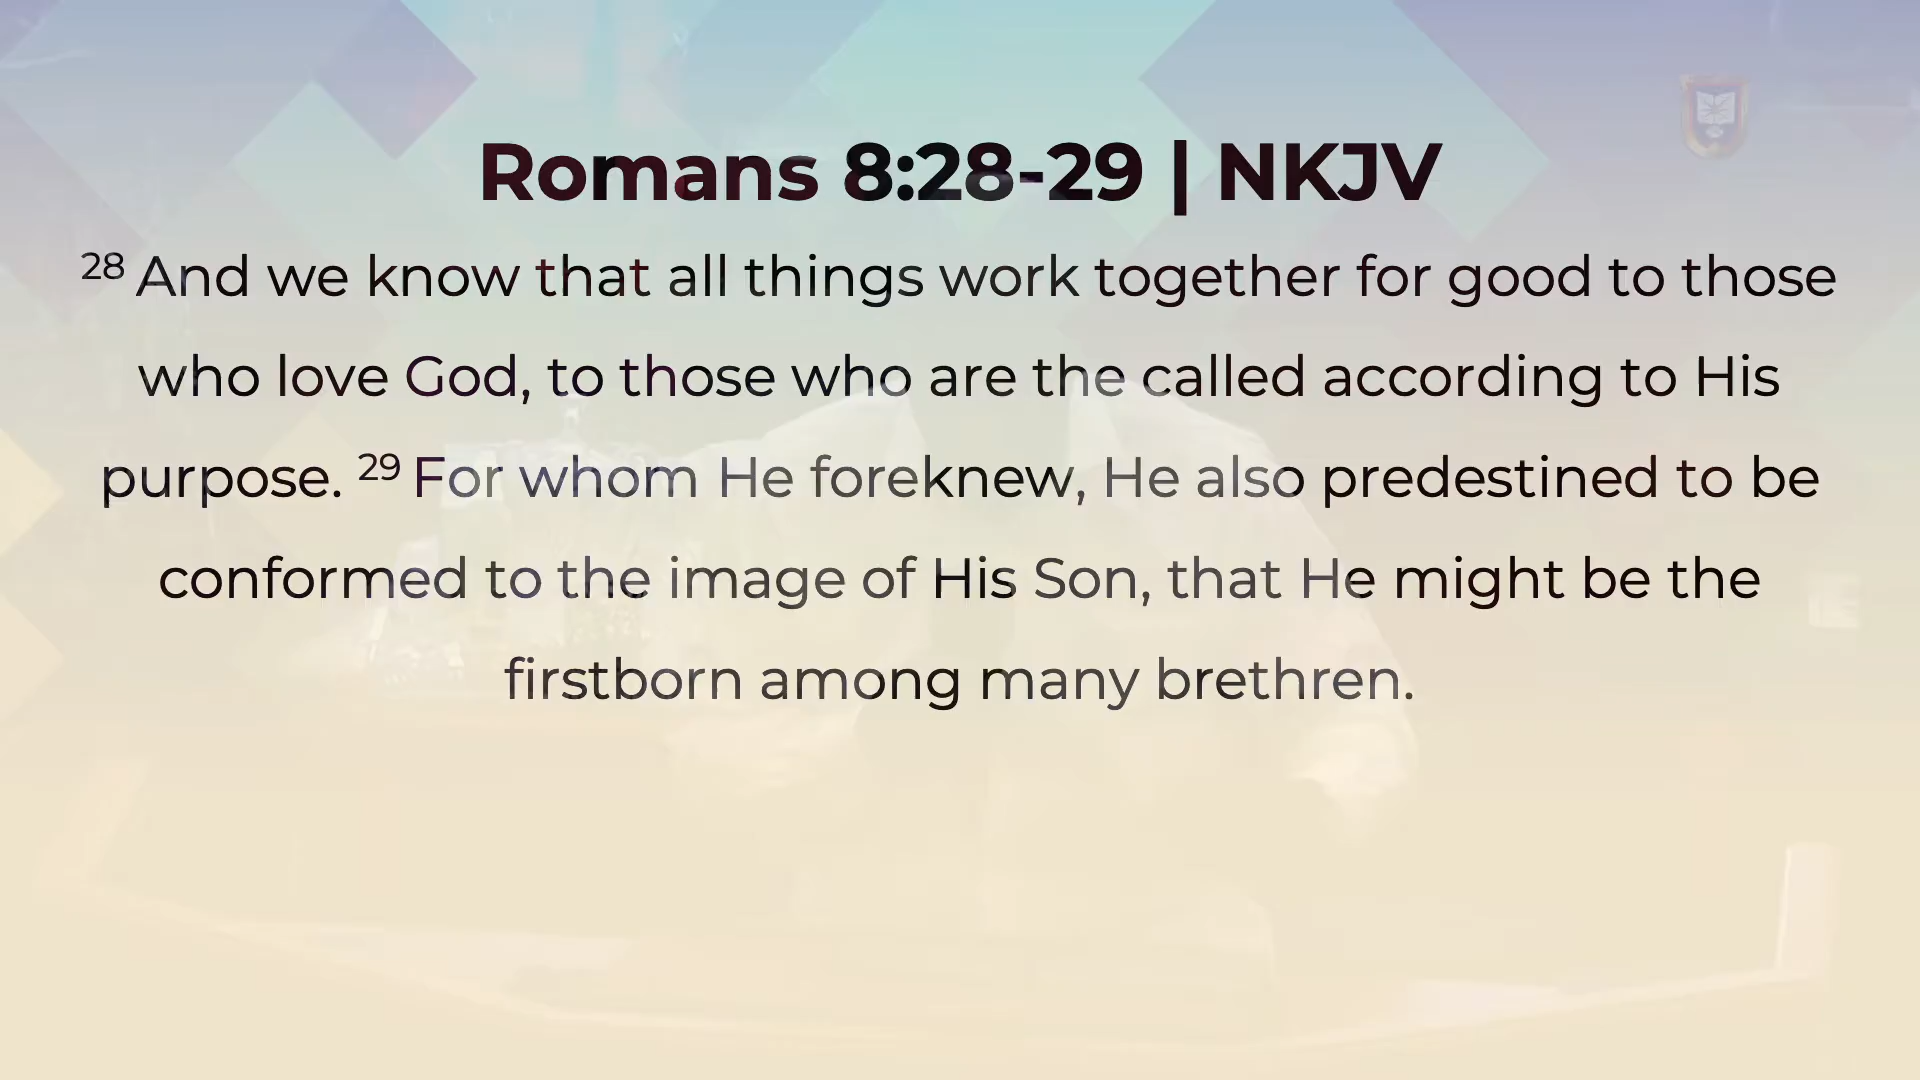 Romans 8:28-29 | NKJV
28 And we know that all things work together for good to those
who love God, to those who are the called according to His
purpose. 29 For whom He foreknew, He also predestined to be
conformed to the image of His Son, that He might be the
firstborn among many brethren.